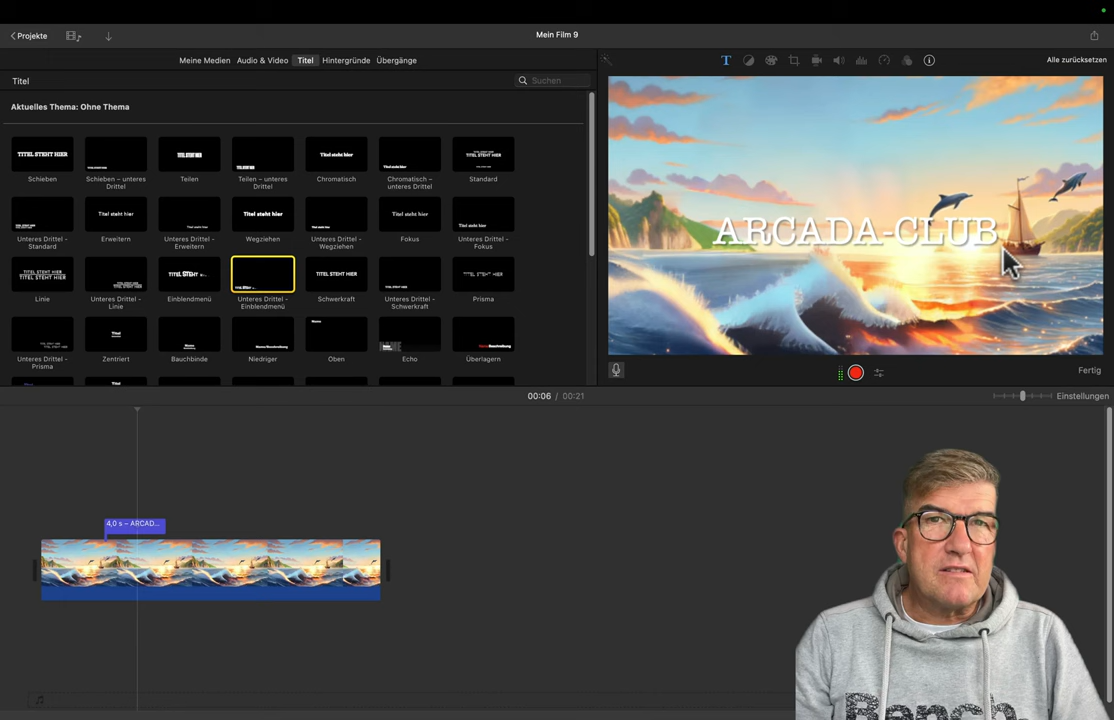 Projekte
Mein Film 9
Meine Medien Audio & Video Titel Hintergründe Übergänge
Alle zurücksetzen
Titel
Suchen
Aktuelles Thema: Ohne Thema
TITEL STEHT HIER
TITEL STEHT HIER
Titel steht hier
TITEL STEHT HIER
Schieben
Schieben – unteres Drittel
Teilen
Teilen – unteres Drittel
Chromatisch
Chromatisch – unteres Drittel
Standard
Titel steht hier
Titel steht hier
Titel steht hier
Unteres Drittel - Standard
Erweitern
Unteres Drittel - Erweitern
Wegziehen
Unteres Drittel - Wegziehen
Fokus
Unteres Drittel - Fokus
TITEL STEHT HIER
TITEL STEHT HIER
TITEL STEHT HIER
TITEL STEHT HIER
Linie
Unteres Drittel - Linie
Einblendmenü
Unteres Drittel - Einblendmenü
Schwerkraft
Unteres Drittel - Schwerkraft
Prisma
Unteres Drittel - Prisma
Zentriert
Bauchbinde
Niedriger
Oben
Echo
Überlagern
ARCADA-CLUB
Fertig
00:06 / 00:21
Einstellungen
4,0 s – ARCAD...